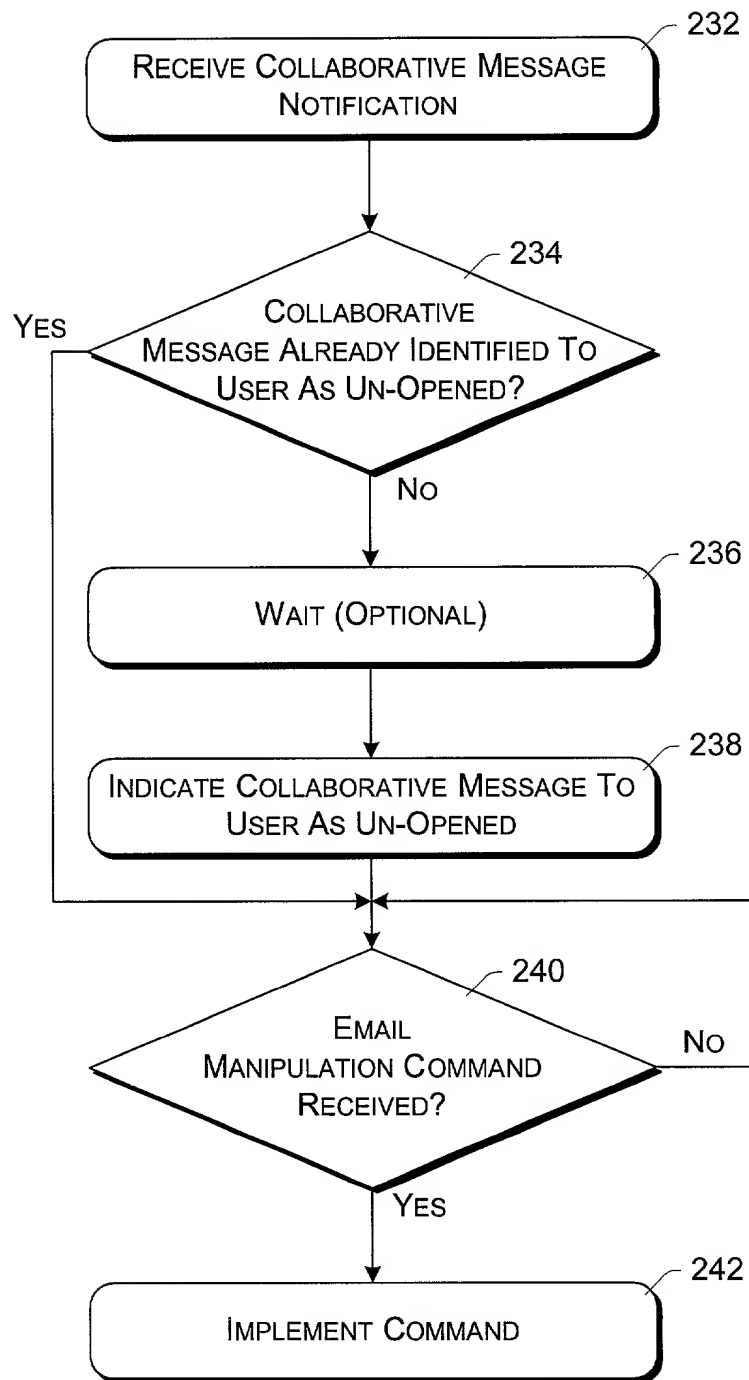 232
RECEIVE COLLABORATIVE MESSAGE
NOTIFICATION
234
YES
COLLABORATIVE
MESSAGE ALREADY IDENTIFIED TO
USER AS UN-OPENED?
NO
236
WAIT (OPTIONAL)
238
INDICATE COLLABORATIVE MESSAGE TO
USER AS UN-OPENED
240
EMAIL
MANIPULATION COMMAND
RECEIVED?
NO
YES
242
IMPLEMENT COMMAND